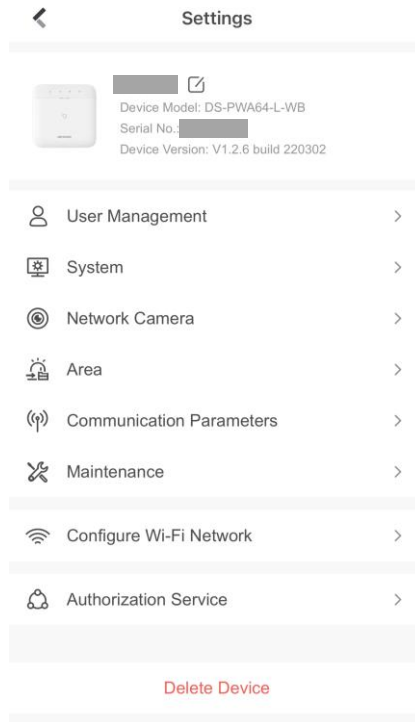 Settings
Device Model: DS-PWA64-L-WB
Serial No.:
Device Version: V1.2.6 build 220302
User Management
System
Network Camera
Area
Communication Parameters
Maintenance
Configure Wi-Fi Network
Authorization Service
Delete Device